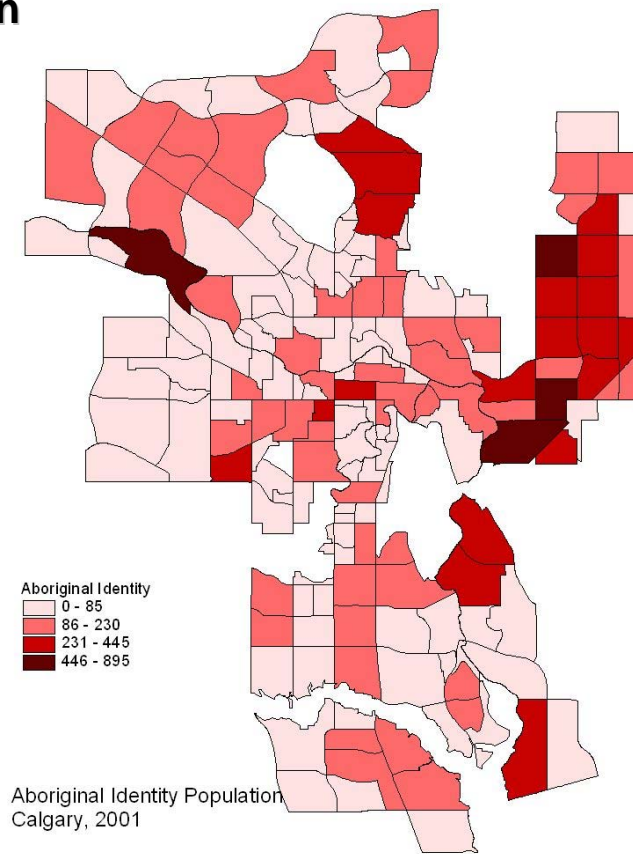 n
Aboriginal Identity
0 - 85
86 - 230
231 - 445
446 - 895
Aboriginal Identity Population
Calgary, 2001